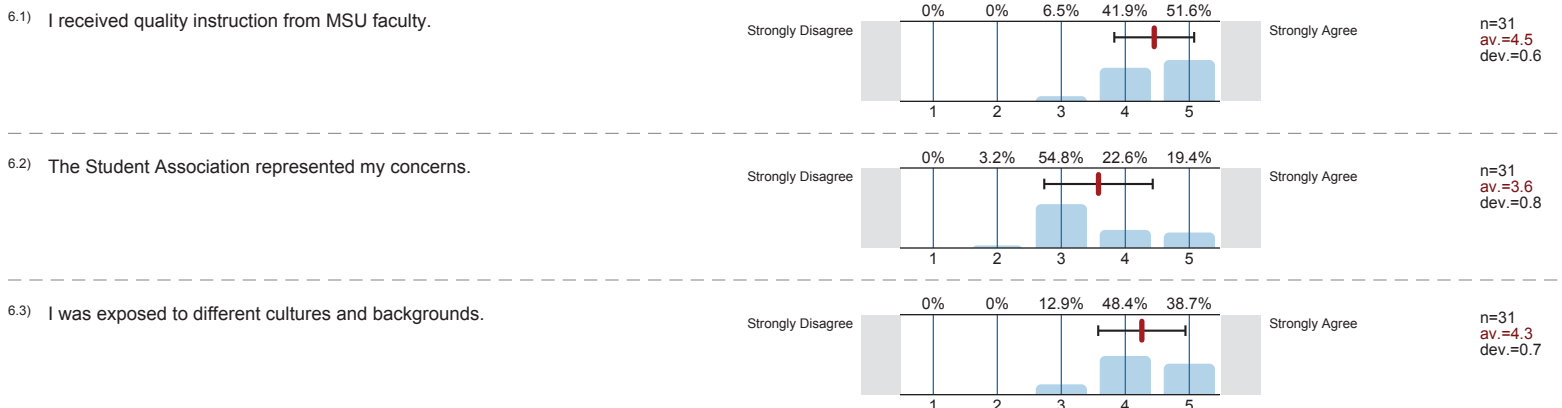 6.1) I received quality instruction from MSU faculty.
0% 0% 6.5% 41.9% 51.6%
Strongly Disagree
Strongly Agree
n=31
av.=4.5
dev.=0.6
1 2 3 4 5
6.2) The Student Association represented my concerns.
0% 3.2% 54.8% 22.6% 19.4%
Strongly Disagree
Strongly Agree
n=31
av.=3.6
dev.=0.8
1 2 3 4 5
6.3) I was exposed to different cultures and backgrounds.
0% 0% 12.9% 48.4% 38.7%
Strongly Disagree
Strongly Agree
n=31
av.=4.3
dev.=0.7
1 2 3 4 5